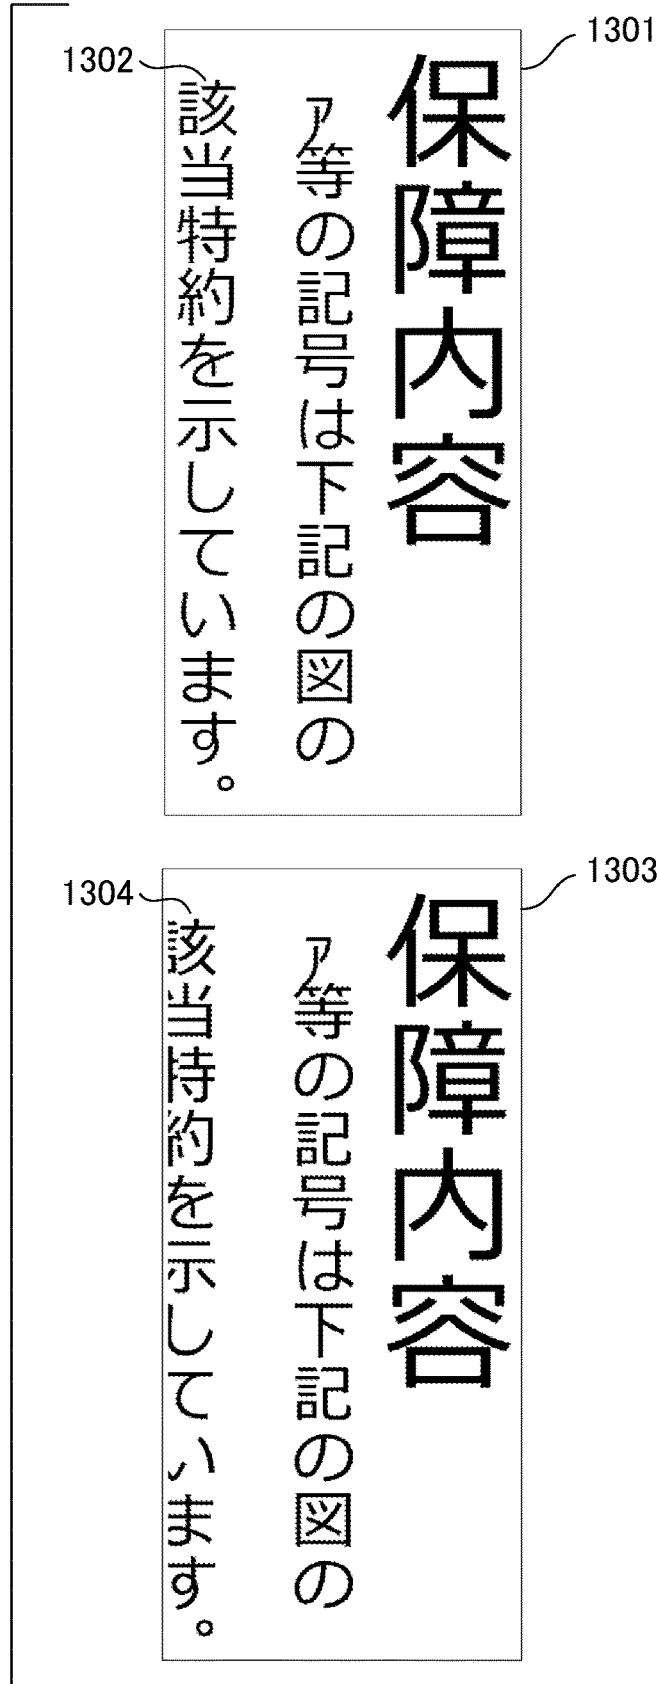 1301
1302
保障内容
ア等の記号は下記の図の
該当特約を示しています。
1303
1304
保障内容
ア等の記号は下記の図の
該当特約を示しています。